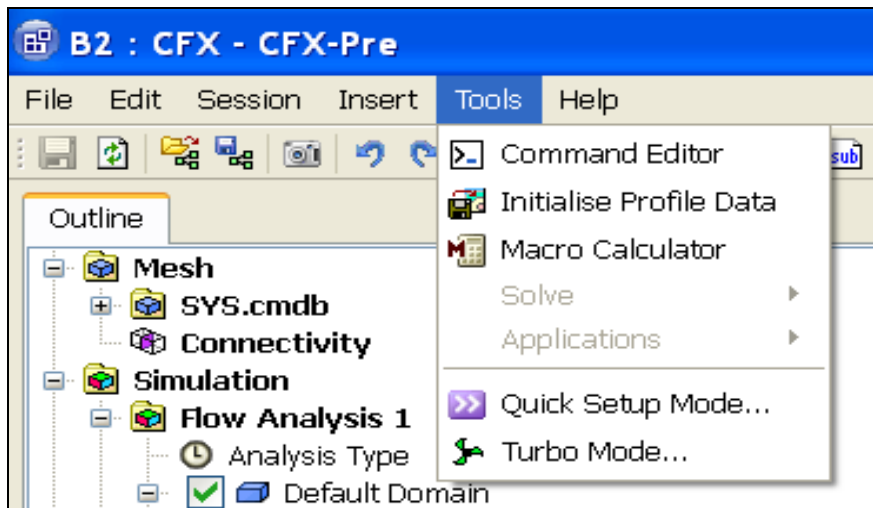 B2 : CFX - CFX-Pre
File Edit Session Insert Tools Help
sub
Command Editor
Initialise Profile Data
Macro Calculator
Solve
Applications
Quick Setup Mode...
Turbo Mode...
Outline
Mesh
SYS.cmdb
Connectivity
Simulation
Flow Analysis 1
Analysis Type
Default Domain